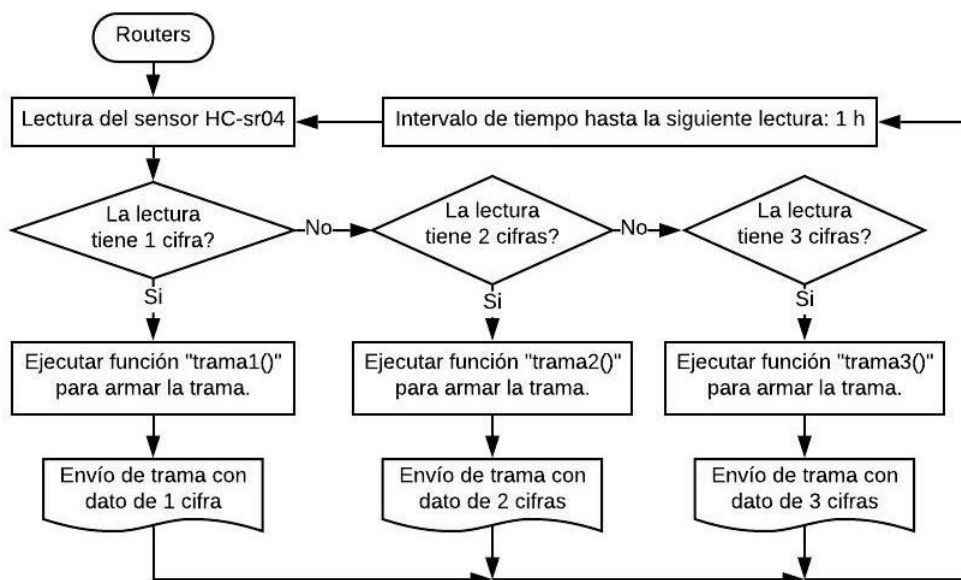 Routers
Lectura del sensor HC-sr04
Intervalo de tiempo hasta la siguiente lectura: 1 h
La lectura
tiene 1 cifra?
No
La lectura
tiene 2 cifras?
No
La lectura
tiene 3 cifras?
Si
Si
Si
Ejecutar función "trama1()"
para armar la trama.
Ejecutar función "trama2()"
para armar la trama.
Ejecutar función "trama3()"
para armar la trama.
Envío de trama con
dato de 1 cifra
Envío de trama con
dato de 2 cifras
Envío de trama con
dato de 3 cifras